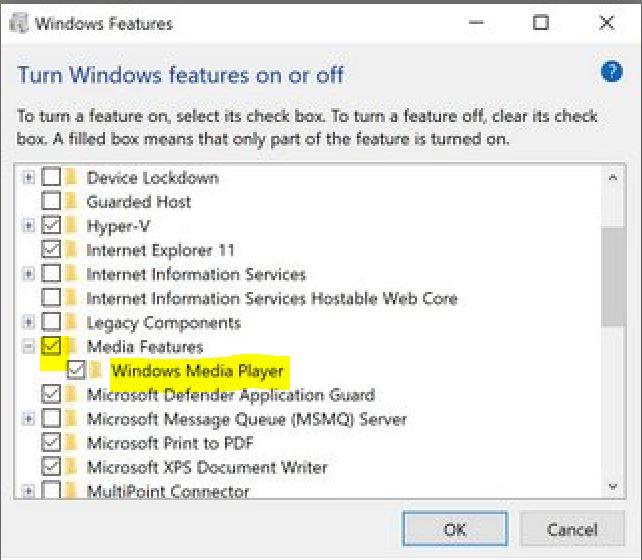 Windows Features
Turn Windows features on or off
?
To turn a feature on, select its check box. To turn a feature off, clear its check
box. A filled box means that only part of the feature is turned on.
Device Lockdown
Guarded Host
Hyper-V
Internet Explorer 11
Internet Information Services
Internet Information Services Hostable Web Core
Legacy Components
Media Features
Windows Media Player
Microsoft Defender Application Guard
Microsoft Message Queue (MSMQ) Server
Microsoft Print to PDF
Microsoft XPS Document Writer
MultiPoint Connector
OK Cancel